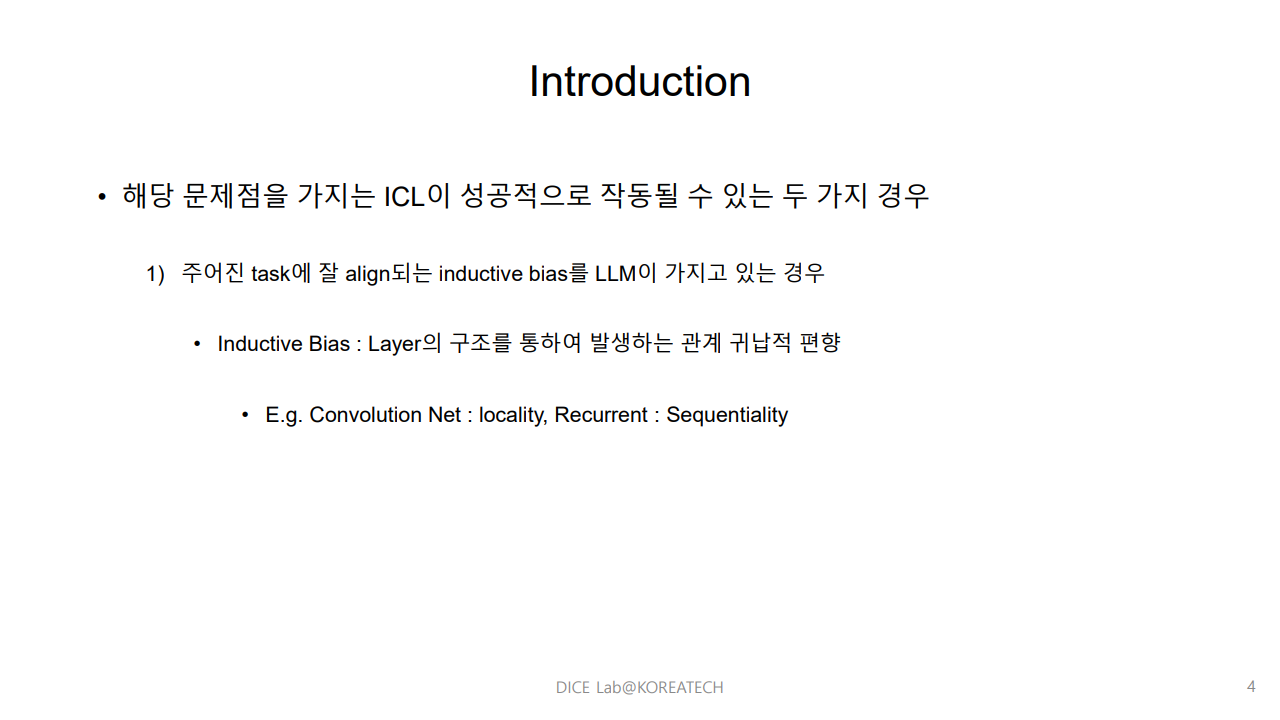 Introduction
• 해당 문제점을 가지는 ICL이 성공적으로 작동될 수 있는 두 가지 경우
1) 주어진 task에 잘 align되는 inductive bias를 LLM이 가지고 있는 경우
• Inductive Bias : Layer의 구조를 통하여 발생하는 관계 귀납적 편향
• E.g. Convolution Net : locality, Recurrent : Sequentiality
DICE Lab@KOREATECH
4